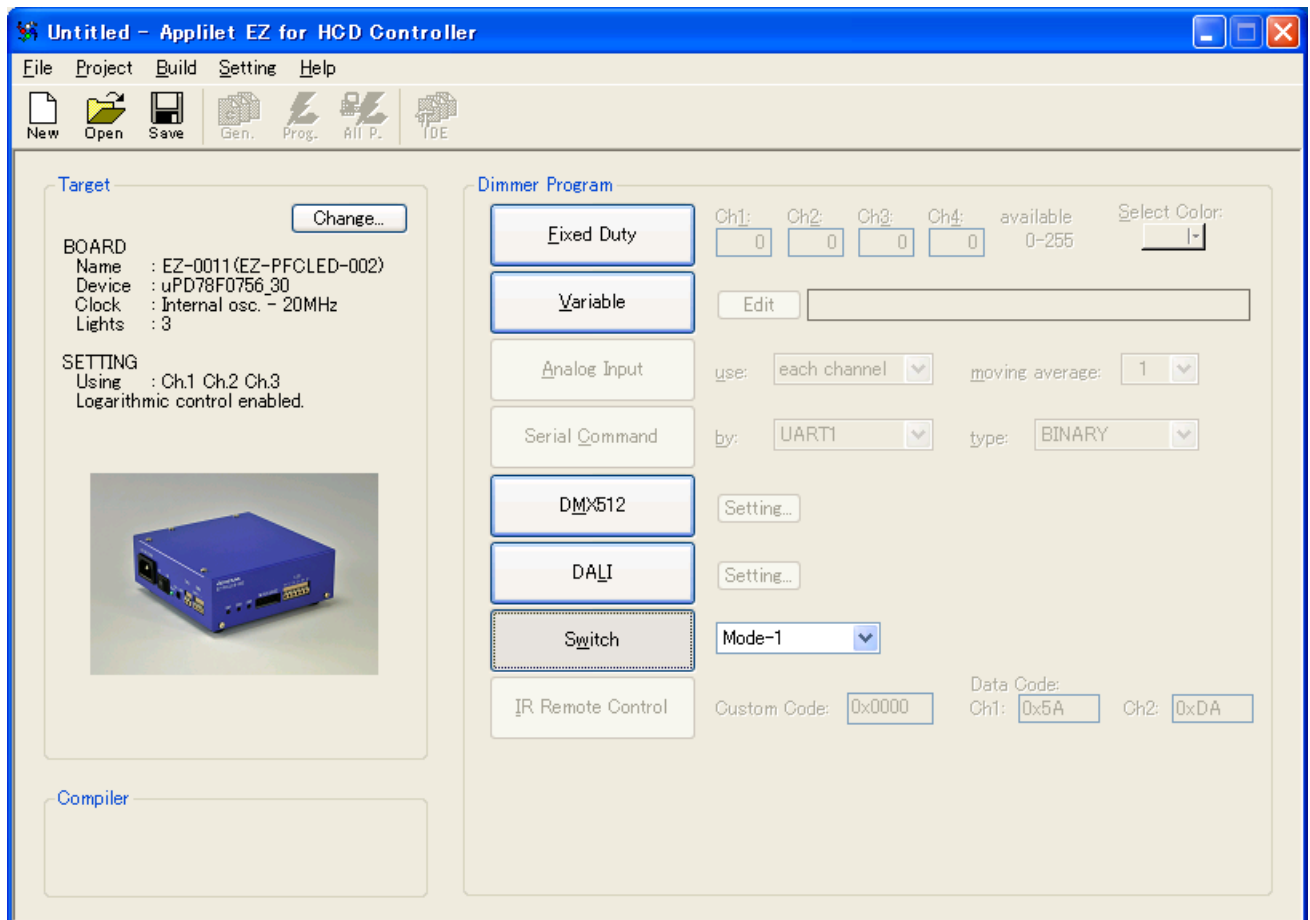 Untitled - Applilet EZ for HCD Controller
File Project Build Setting Help
New Open Save Gen. Prog. All P. IDE
Target
Change...
BOARD
Name : EZ-0011(EZ-PFCLED-002)
Device : uPD78F0756_30
Clock : Internal osc. - 20MHz
Lights : 3
SETTING
Using : Ch.1 Ch.2 Ch.3
Logarithmic control enabled.
Compiler
Dimmer Program
Fixed Duty
Ch1: Ch2: Ch3: Ch4: available Select Color:
0 0 0 0 0-255
Variable Edit
Analog Input use: each channel moving average: 1
Serial Command by: UART1 type: BINARY
DMX512 Setting...
DALI Setting...
Switch Mode-1
IR Remote Control Custom Code: 0x0000
Data Code:
Ch1: 0x5A Ch2: 0xDA